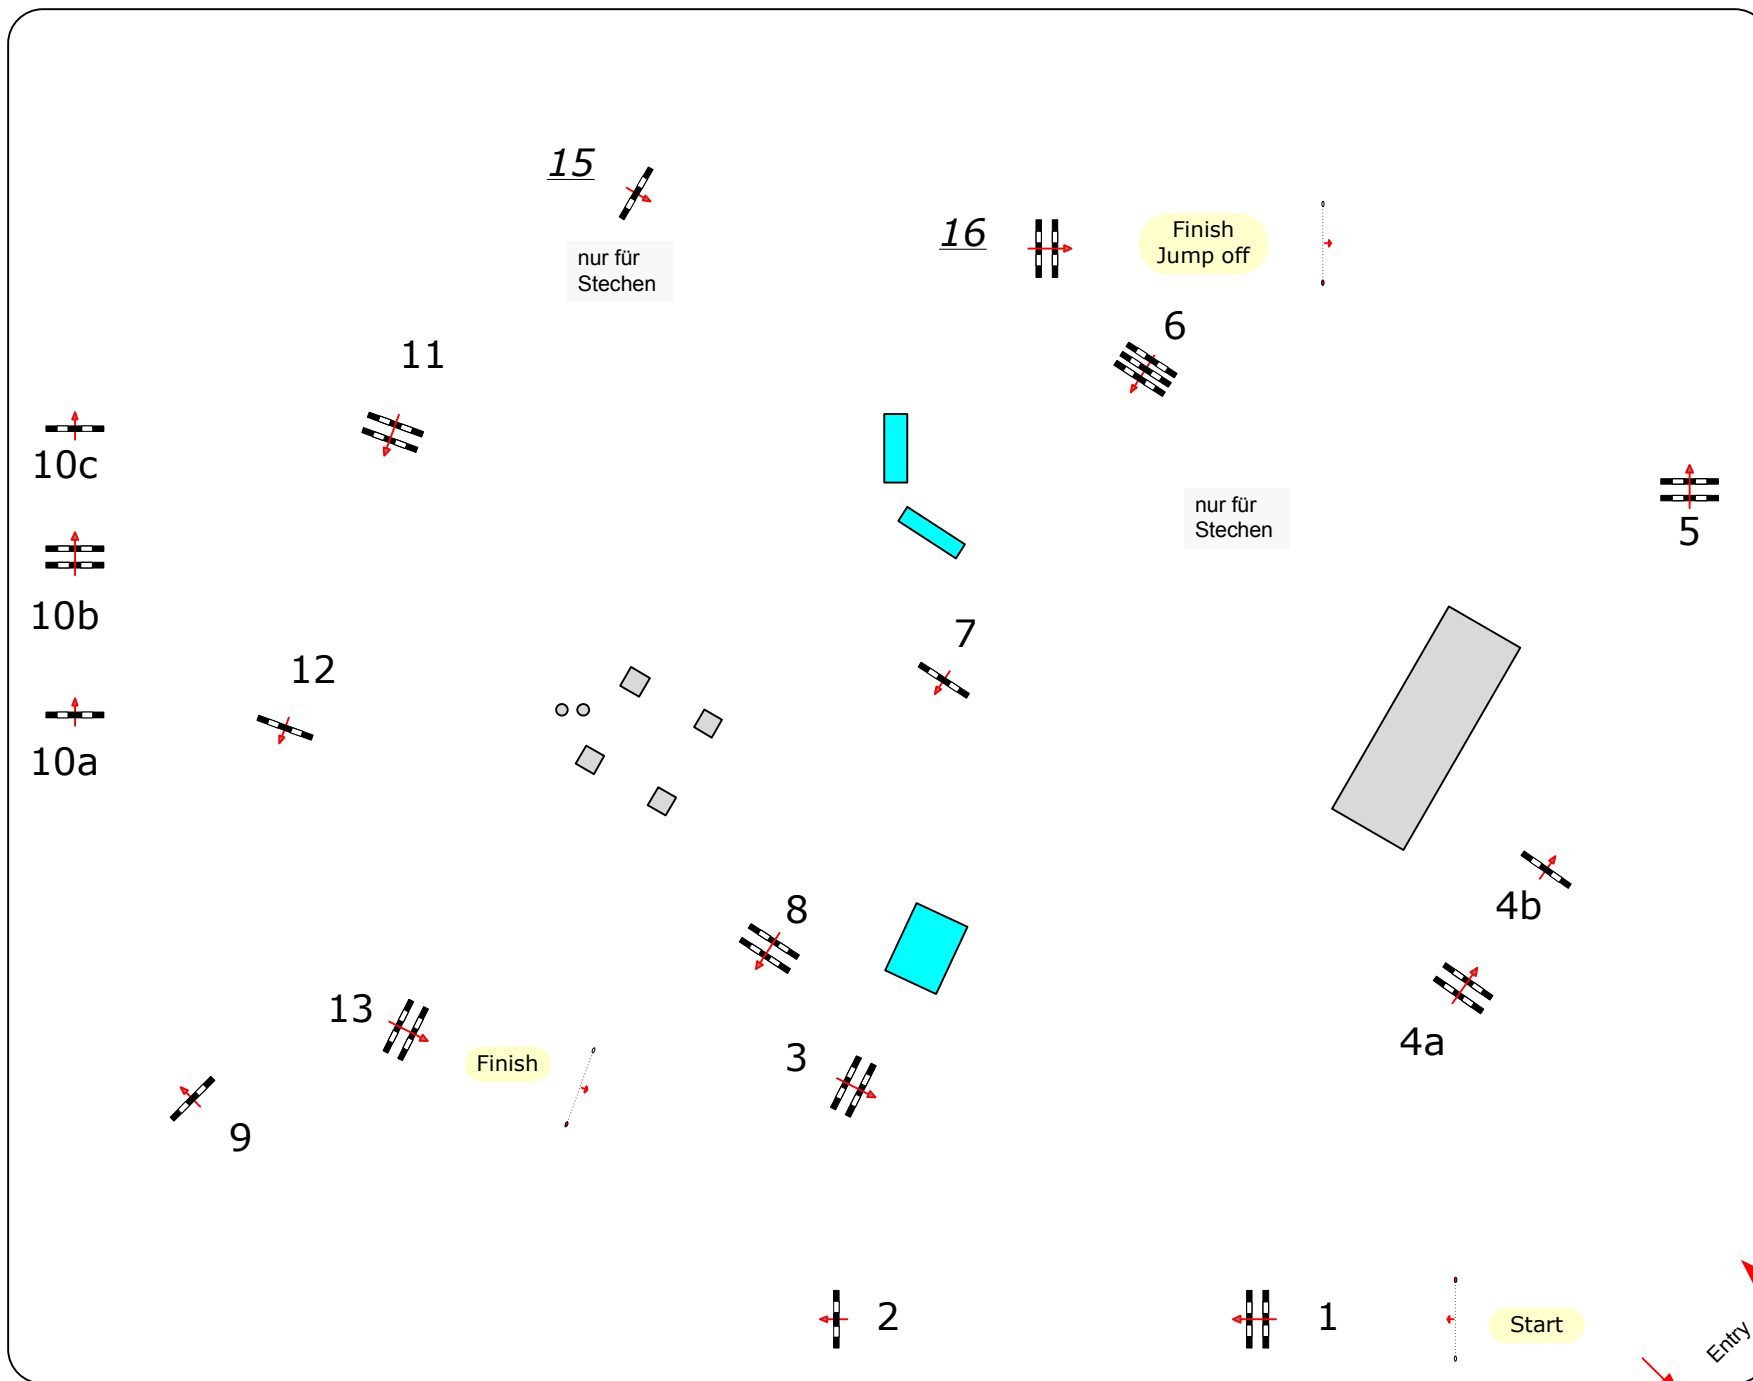 15
nur für
Stechen
16
Finish
Jump off
6
11
10c
5
nur für
Stechen
10b
7
12
10a
8
4b
13
3
4a
Finish
9
2
1
Start
Entry